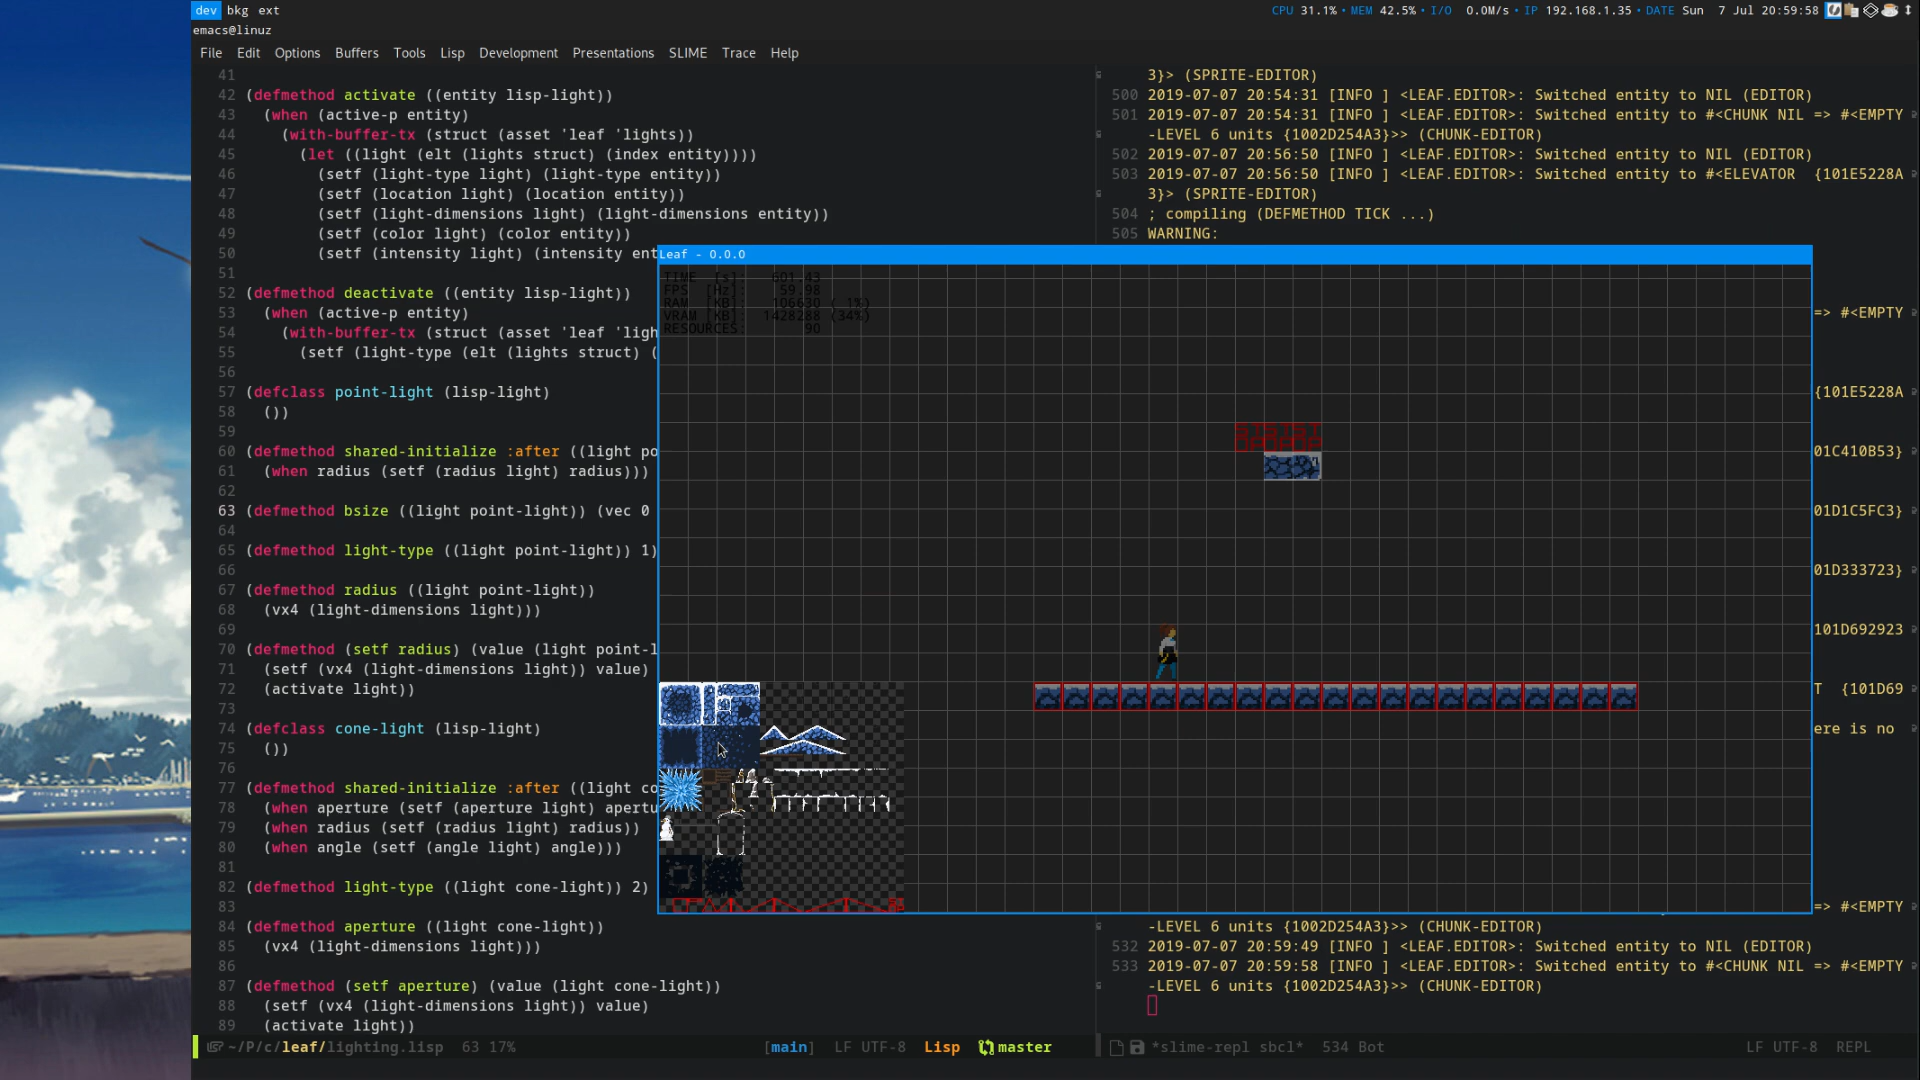 dev bkg ext
CPU 31.1% • MEM 42.5% • I/O 0.0M/s • IP 192.168.1.35 • DATE Sun 7 Jul 20:59:58
emacs@linuz
File Edit Options Buffers Tools Lisp Development Presentations SLIME Trace Help
41
42 (defmethod activate ((entity lisp-light))
43 (when (active-p entity)
44 (with-buffer-tx (struct (asset 'leaf 'lights))
45 (let ((light (elt (lights struct) (index entity))))
46 (setf (light-type light) (light-type entity))
47 (setf (location light) (location entity))
48 (setf (light-dimensions light) (light-dimensions entity))
49 (setf (color light) (color entity))
50 (setf (intensity light) (intensity ent
51
52 (defmethod deactivate ((entity lisp-light))
53 (when (active-p entity)
54 (with-buffer-tx (struct (asset 'leaf 'ligh
55 (setf (light-type (elt (lights struct) (
56
57 (defclass point-light (lisp-light)
58 ())
59
60 (defmethod shared-initialize :after ((light po
61 (when radius (setf (radius light) radius)))
62
63 (defmethod bsize ((light point-light)) (vec 0
64
65 (defmethod light-type ((light point-light)) 1)
66
67 (defmethod radius ((light point-light))
68 (vx4 (light-dimensions light)))
69
70 (defmethod (setf radius) (value (light point-l
71 (setf (vx4 (light-dimensions light)) value)
72 (activate light))
73
74 (defclass cone-light (lisp-light)
75 ())
76
77 (defmethod shared-initialize :after ((light co
78 (when aperture (setf (aperture light) apertu
79 (when radius (setf (radius light) radius))
80 (when angle (setf (angle light) angle)))
81
82 (defmethod light-type ((light cone-light)) 2)
83
84 (defmethod aperture ((light cone-light))
85 (vx4 (light-dimensions light)))
86
87 (defmethod (setf aperture) (value (light cone-light))
88 (setf (vx4 (light-dimensions light)) value)
89 (activate light))
~/P/c/leaf/lighting.lisp 63 17% [main] LF UTF-8 Lisp master
3}> (SPRITE-EDITOR)
500 2019-07-07 20:54:31 [INFO ] <LEAF.EDITOR>: Switched entity to NIL (EDITOR)
501 2019-07-07 20:54:31 [INFO ] <LEAF.EDITOR>: Switched entity to #<CHUNK NIL => #<EMPTY
-LEVEL 6 units {1002D254A3}>> (CHUNK-EDITOR)
502 2019-07-07 20:56:50 [INFO ] <LEAF.EDITOR>: Switched entity to NIL (EDITOR)
503 2019-07-07 20:56:50 [INFO ] <LEAF.EDITOR>: Switched entity to #<ELEVATOR {101E5228A
3}> (SPRITE-EDITOR)
504 ; compiling (DEFMETHOD TICK ...)
505 WARNING:
=> #<EMPTY
{101E5228A
01C410B53}
01D1C5FC3}
01D333723}
101D692923
T {101D69
ere is no
=> #<EMPTY
-LEVEL 6 units {1002D254A3}>> (CHUNK-EDITOR)
532 2019-07-07 20:59:49 [INFO ] <LEAF.EDITOR>: Switched entity to NIL (EDITOR)
533 2019-07-07 20:59:58 [INFO ] <LEAF.EDITOR>: Switched entity to #<CHUNK NIL => #<EMPTY
-LEVEL 6 units {1002D254A3}>> (CHUNK-EDITOR)
*slime-repl sbcl* 534 Bot LF UTF-8 REPL
Leaf - 0.0.0
TIME [s]: 601.43
FPS [Hz]: 59.98
RAM [KB]: 106630 ( 1%)
VRAM [KB]: 1428288 (34%)
RESOURCES: 90